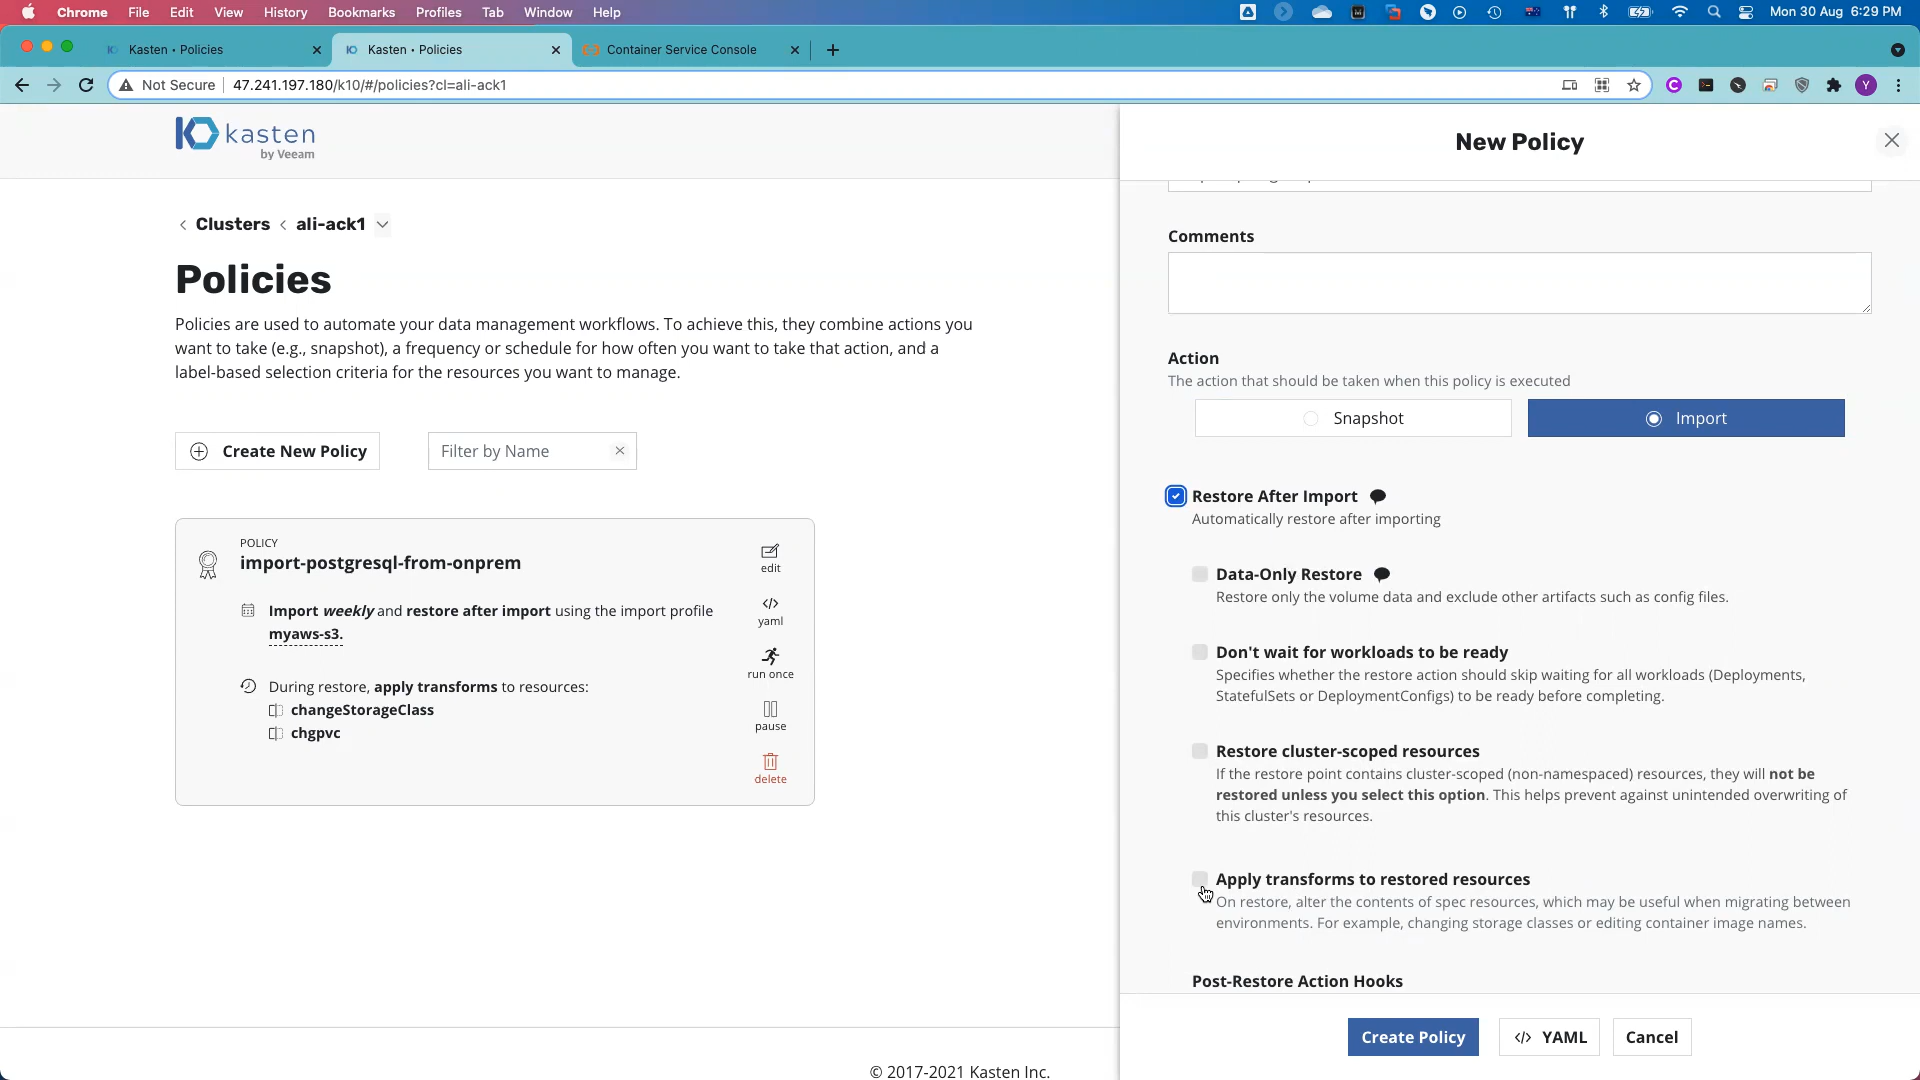 Chrome File Edit View History Bookmarks Profiles Tab Window Help Mon 30 Aug 6:29 PM
Kasten • Policies Kasten • Policies Container Service Console
Not Secure 47.241.197.180/k10/#/policies?cl=ali-ack1 Y
kasten
by Veeam
Clusters ali-ack1
Policies
Policies are used to automate your data management workflows. To achieve this, they combine actions you
want to take (e.g., snapshot), a frequency or schedule for how often you want to take that action, and a
label-based selection criteria for the resources you want to manage.
Create New Policy Filter by Name
POLICY
import-postgresql-from-onprem
Import weekly and restore after import using the import profile
myaws-s3.
During restore, apply transforms to resources:
changeStorageClass
chgpvc
edit
yaml
run once
pause
delete
© 2017-2021 Kasten Inc.
New Policy
Comments
Action
The action that should be taken when this policy is executed
Snapshot Import
Restore After Import
Automatically restore after importing
Data-Only Restore
Restore only the volume data and exclude other artifacts such as config files.
Don't wait for workloads to be ready
Specifies whether the restore action should skip waiting for all workloads (Deployments,
StatefulSets or DeploymentConfigs) to be ready before completing.
Restore cluster-scoped resources
If the restore point contains cluster-scoped (non-namespaced) resources, they will not be
restored unless you select this option. This helps prevent against unintended overwriting of
this cluster's resources.
Apply transforms to restored resources
On restore, alter the contents of spec resources, which may be useful when migrating between
environments. For example, changing storage classes or editing container image names.
Post-Restore Action Hooks
Create Policy YAML Cancel